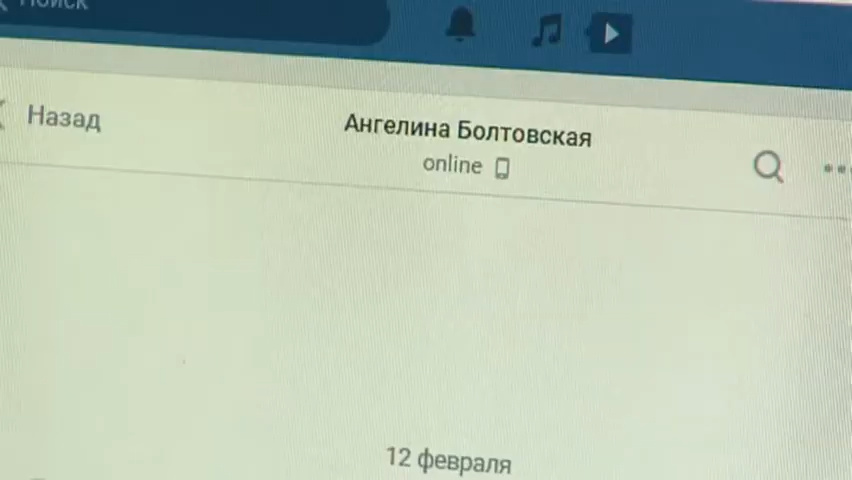 Поиск
Назад
Ангелина Болтовская
online
12 февраля